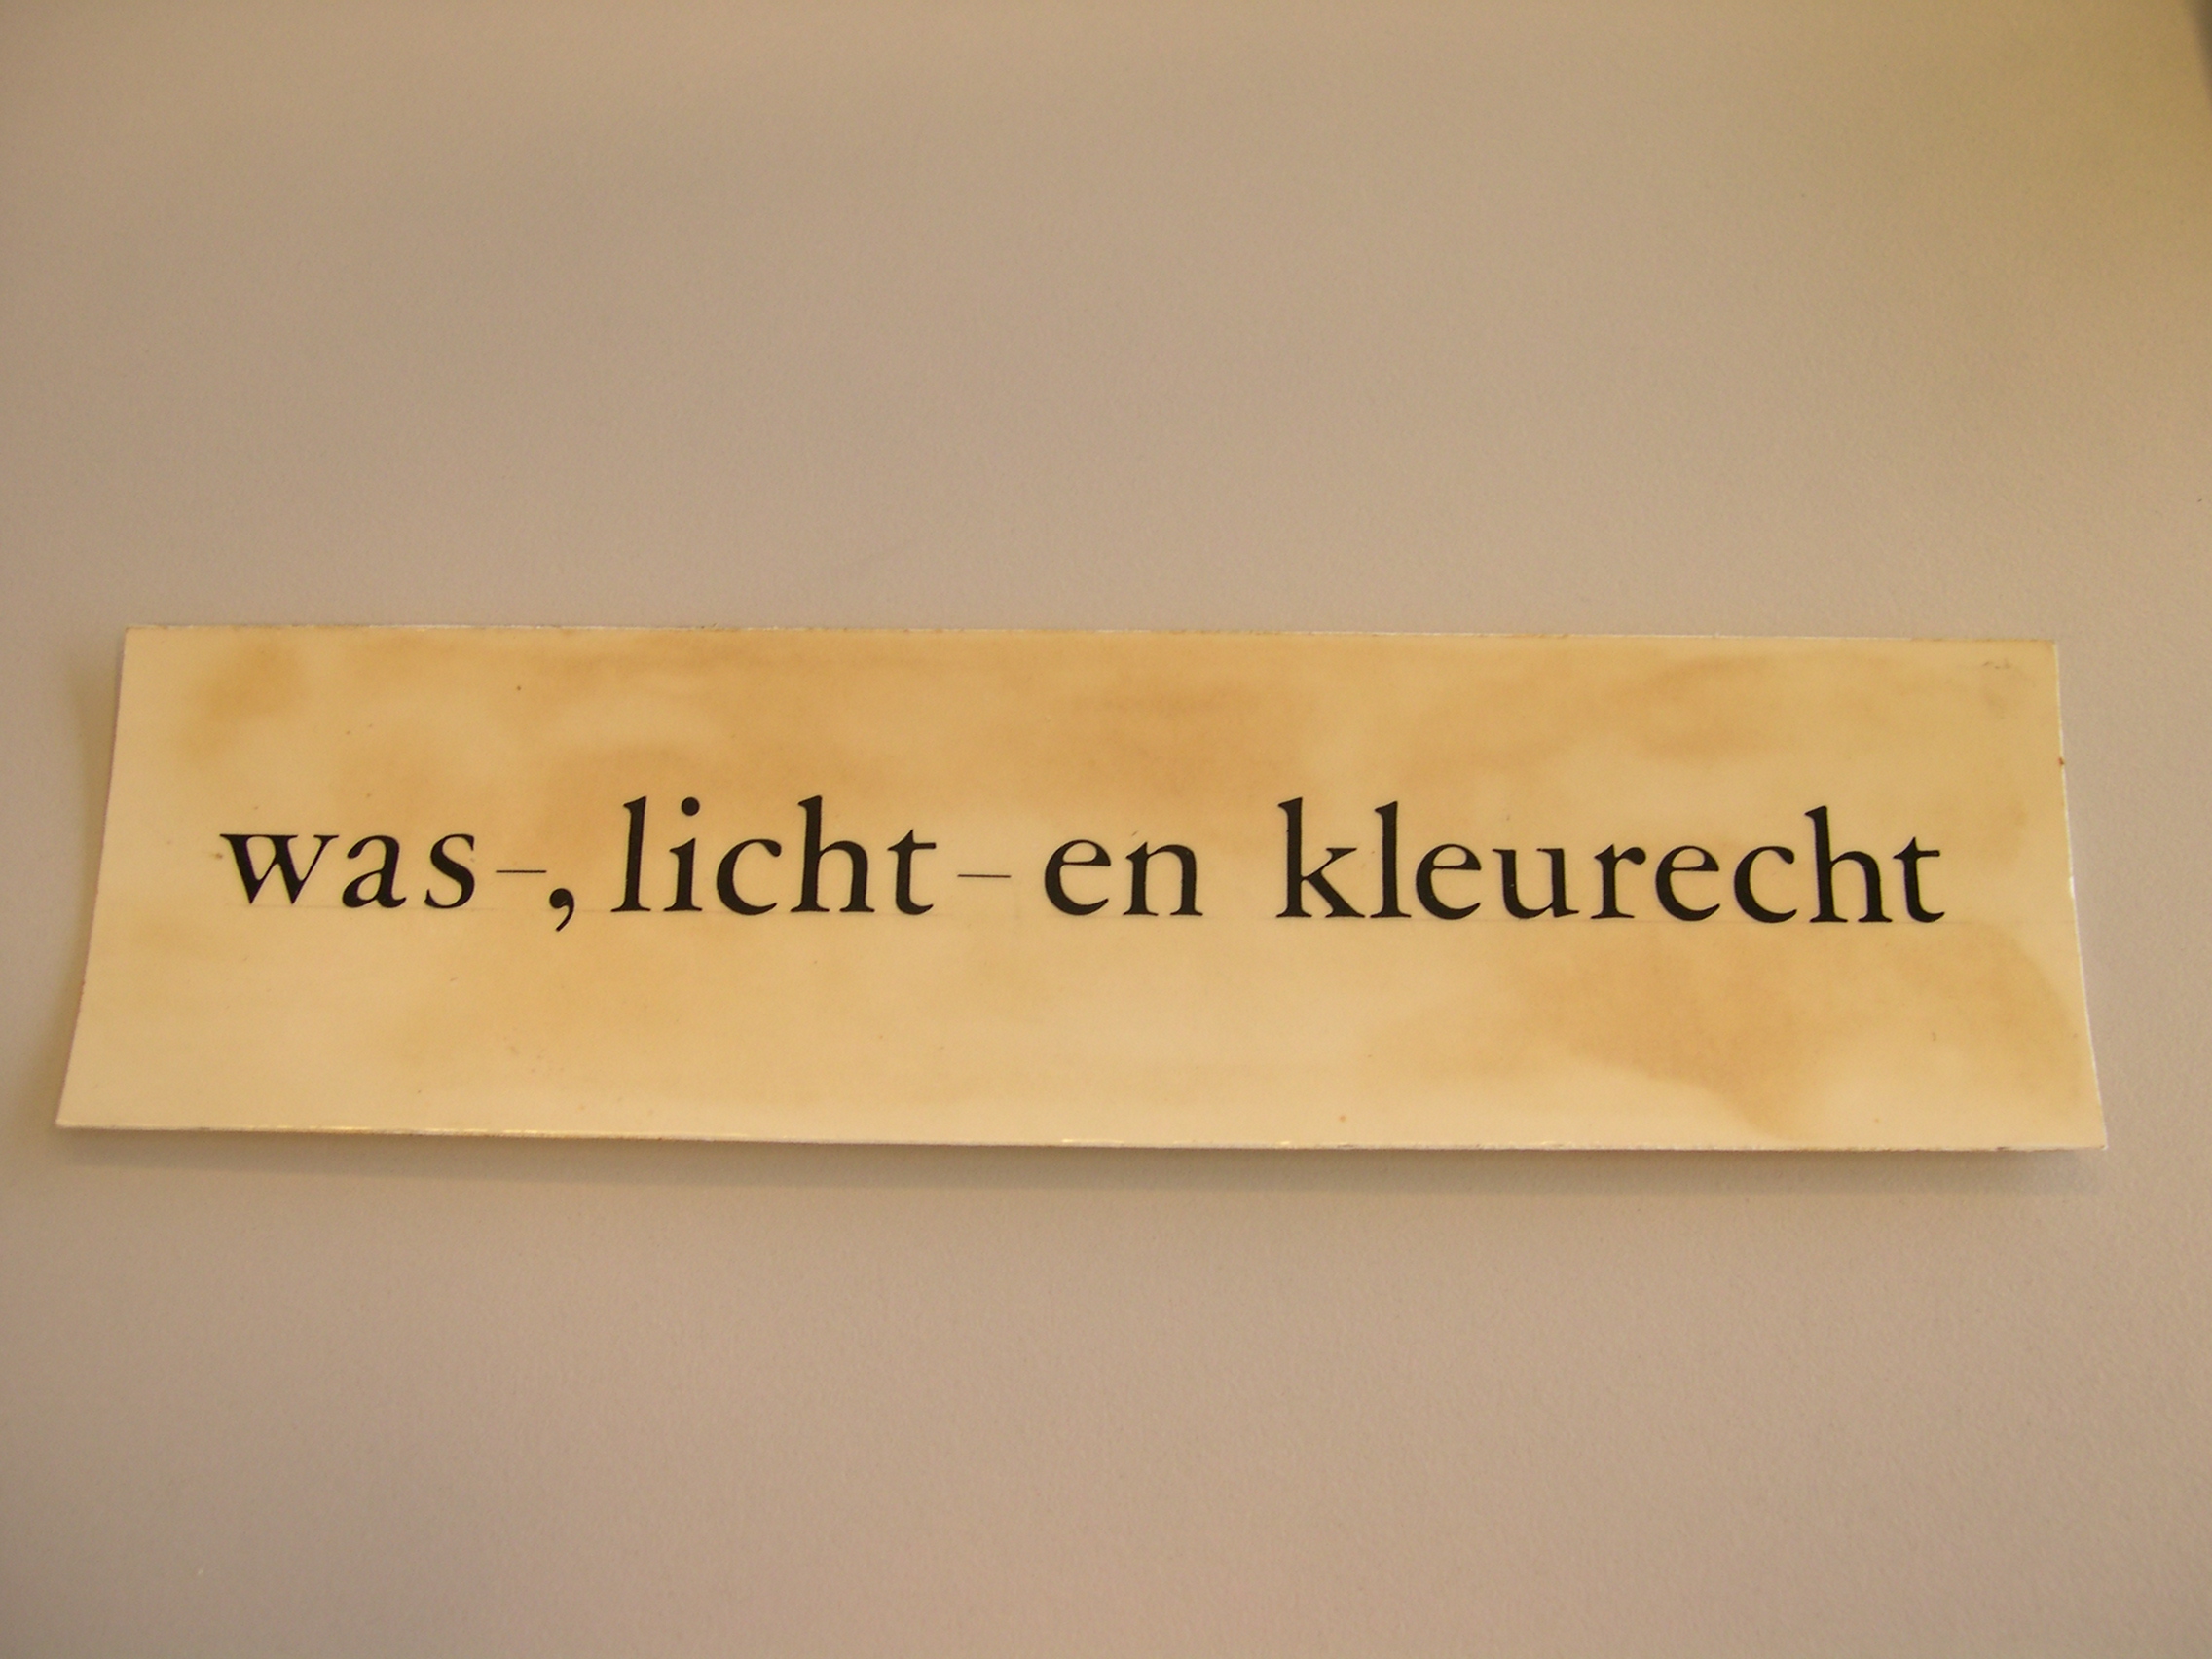 was-, licht- en kleurecht